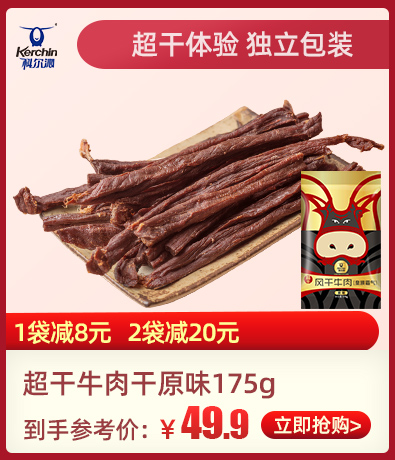 Kerchin
科尔沁
超干体验 独立包装
风干牛肉
1袋减8元 2袋减20元
超干牛肉干原味175g
到手参考价：¥49.9
立即抢购>